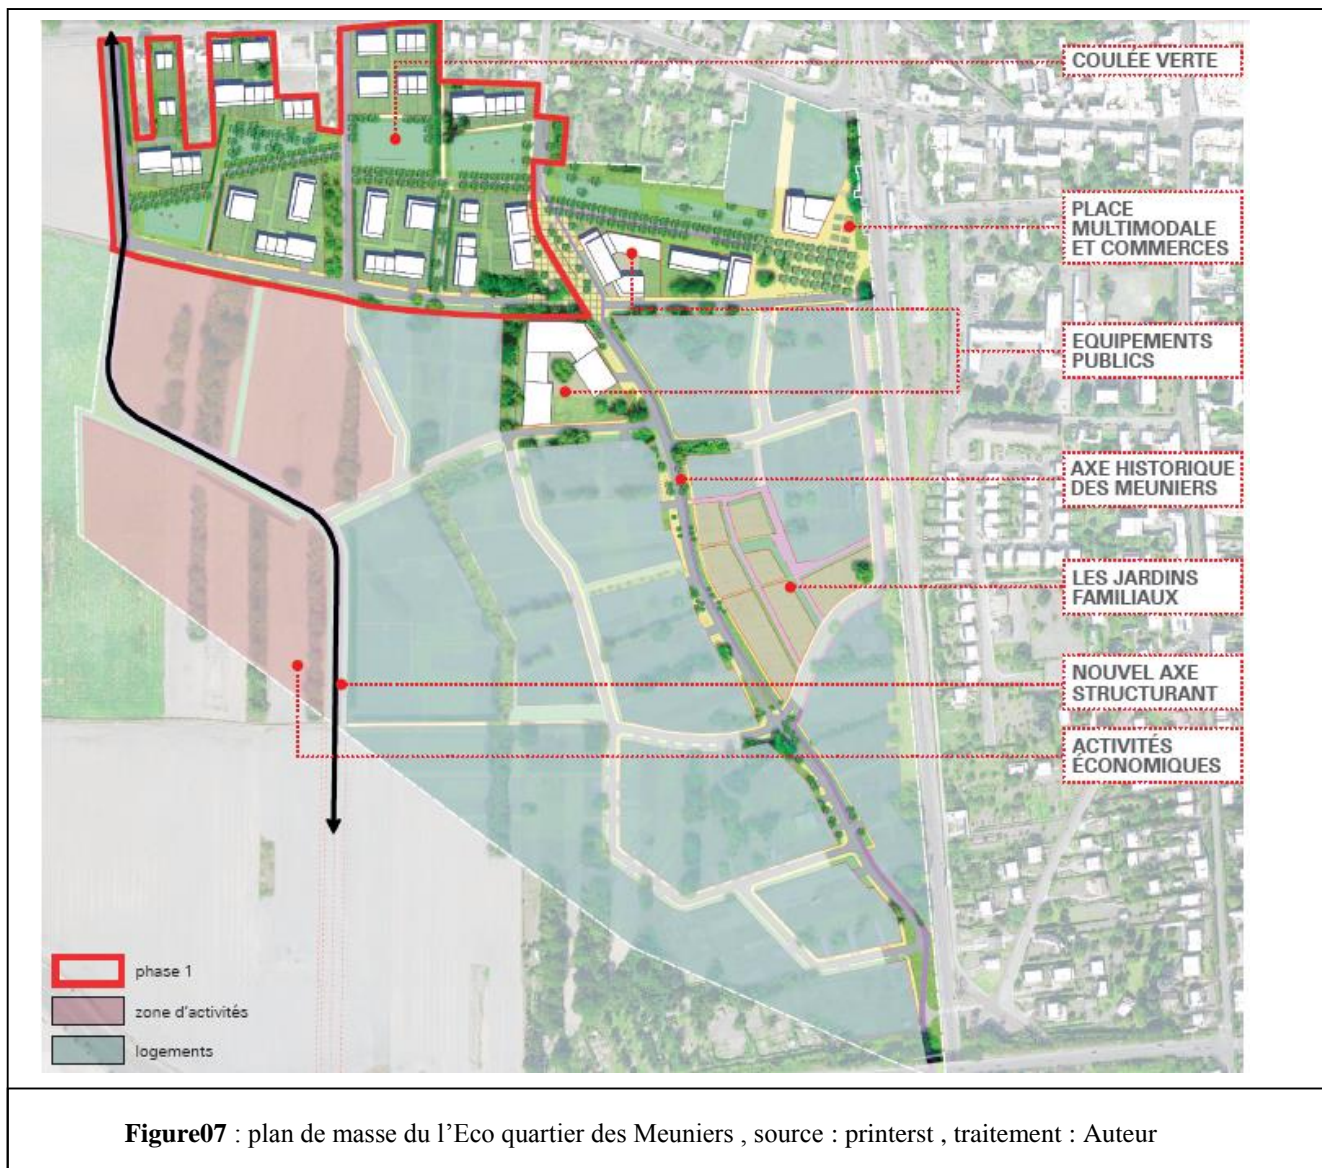 COULÉE VERTE
PLACE
MULTIMODALE
ET COMMERCES
EQUIPEMENTS
PUBLICS
AXE HISTORIQUE
DES MEUNIERS
LES JARDINS
FAMILIAUX
NOUVEL AXE
STRUCTURANT
ACTIVITÉS
ÉCONOMIQUES
phase 1
zone d'activités
logements
Figure07 : plan de masse du l'Eco quartier des Meuniers , source : printerst , traitement : Auteur